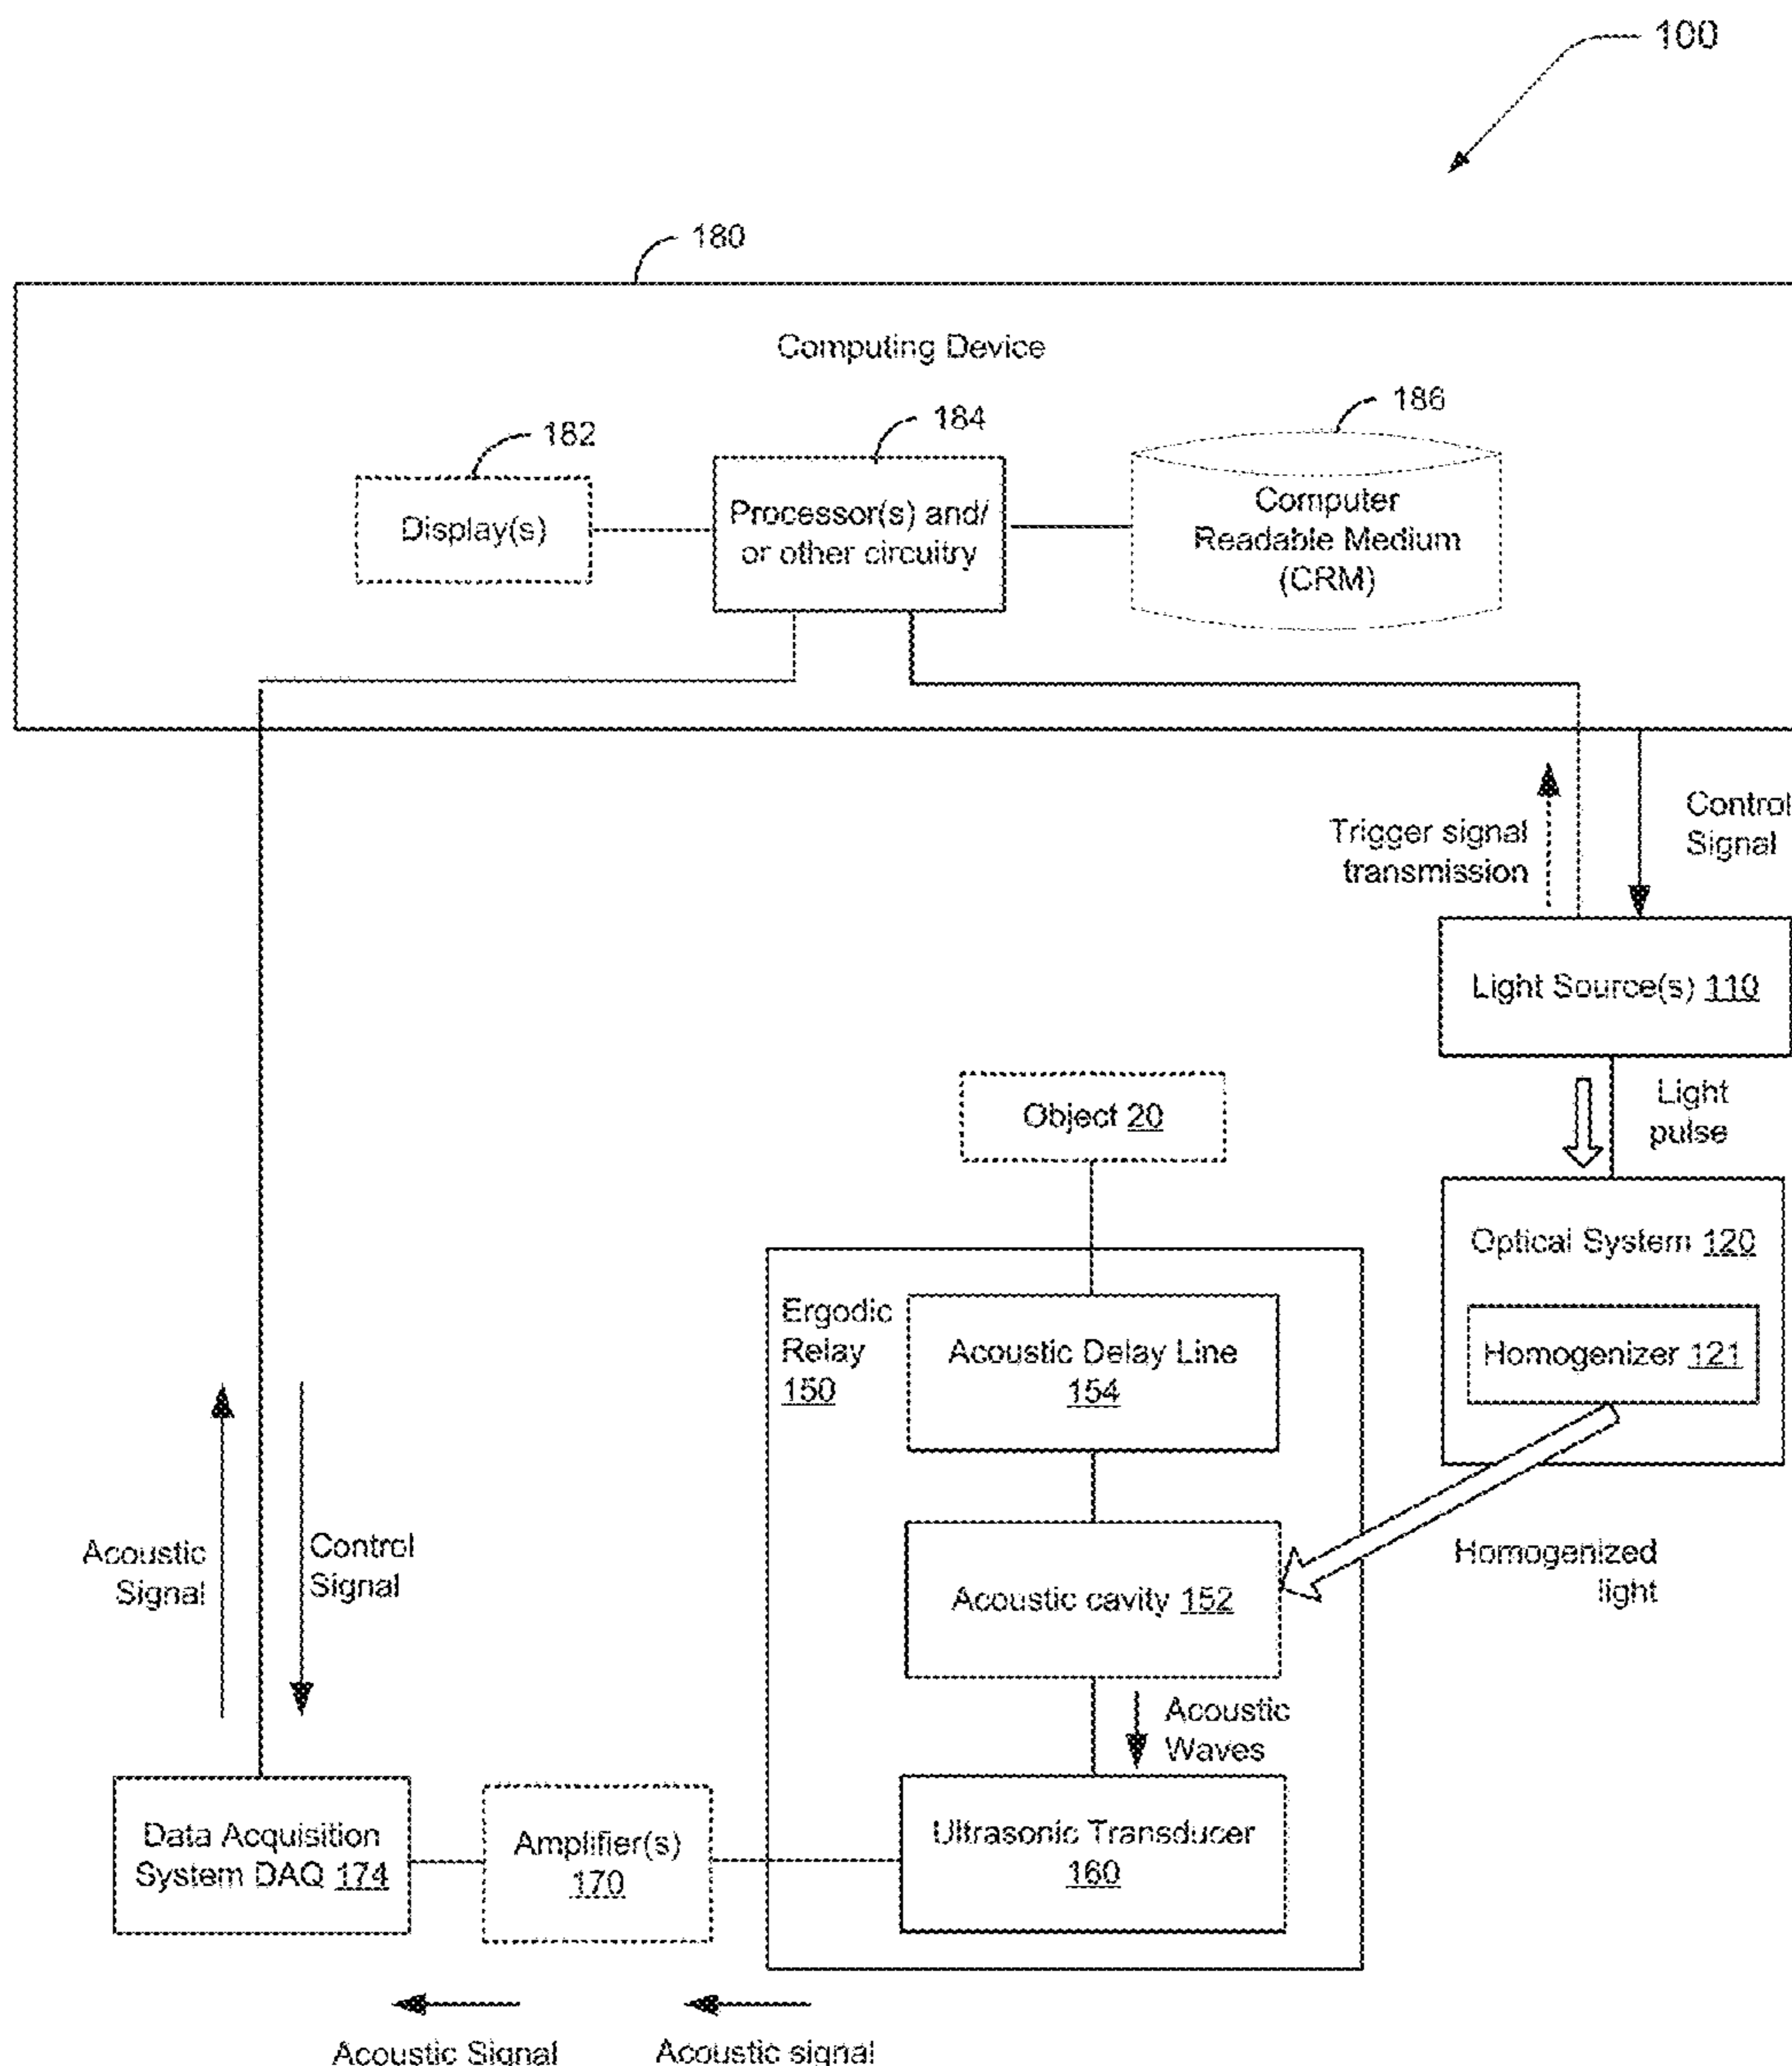 100
180
Computing Device
182
184
186
Display(s)
Processor(s) and/
or other circuitry
Computer
Readable Medium
(CRM)
Trigger signal
transmission
Control
Signal
Light Source(s) 110
Light
pulse
Object 20
Optical System 120
Homogenizer 121
Ergodic
Relay
150
Acoustic Delay Line
154
Acoustic
Signal
Control
Signal
Acoustic cavity 152
Homogenized
light
Acoustic
Waves
Data Acquisition
System DAQ 174
Amplifier(s)
170
Ultrasonic Transducer
160
Acoustic Signal
Acoustic signal